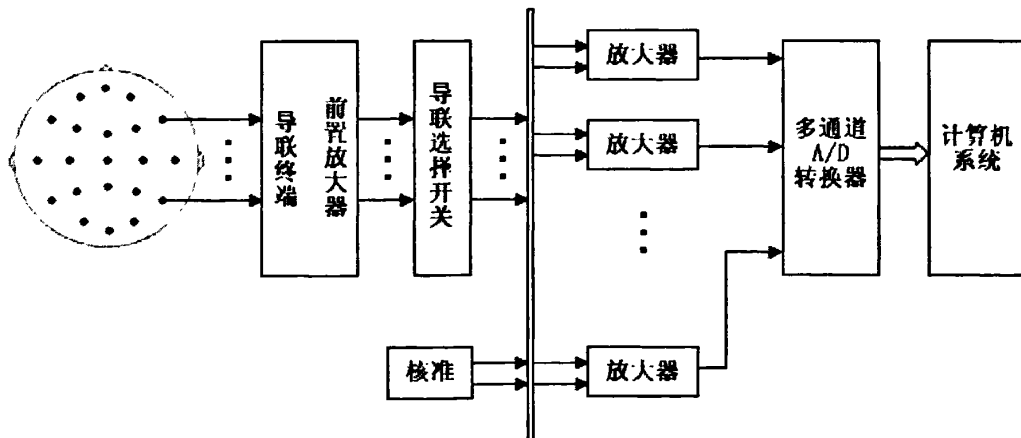 导联终端
前置放大器
导联选择开关
放大器
放大器
放大器
核准
多通道
A/D
转换器
计算机
系统